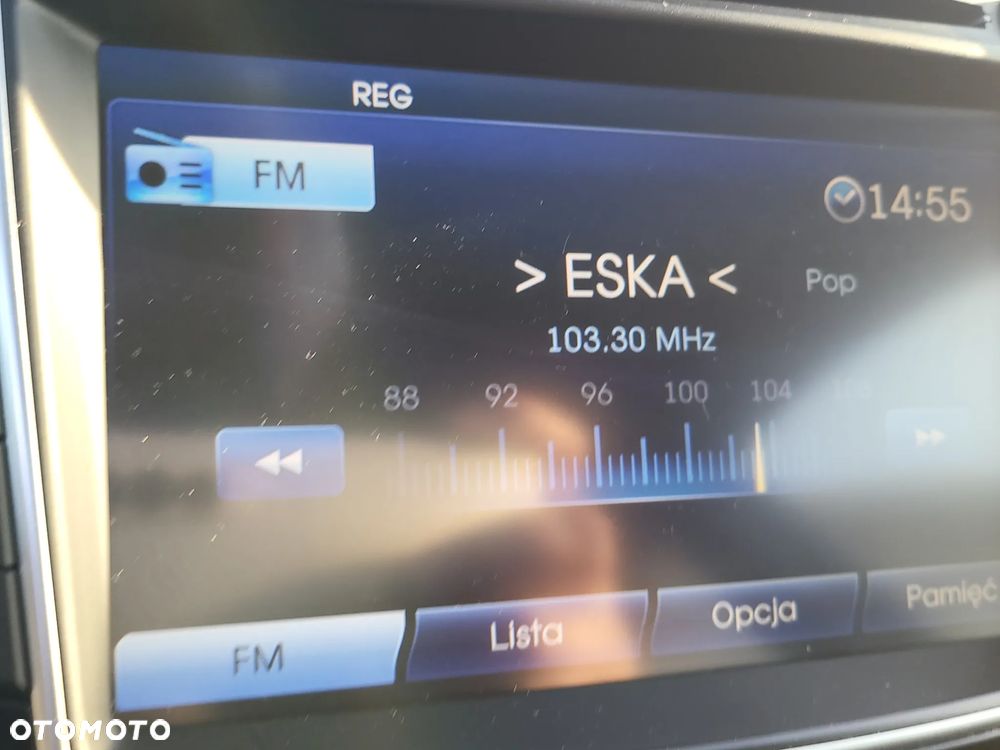 REG
FM
14:55
> ESKA <
Pop
103.30 MHz
88 92 96 100 104
FM Lista Opcja Pamięć
OTOMOTO